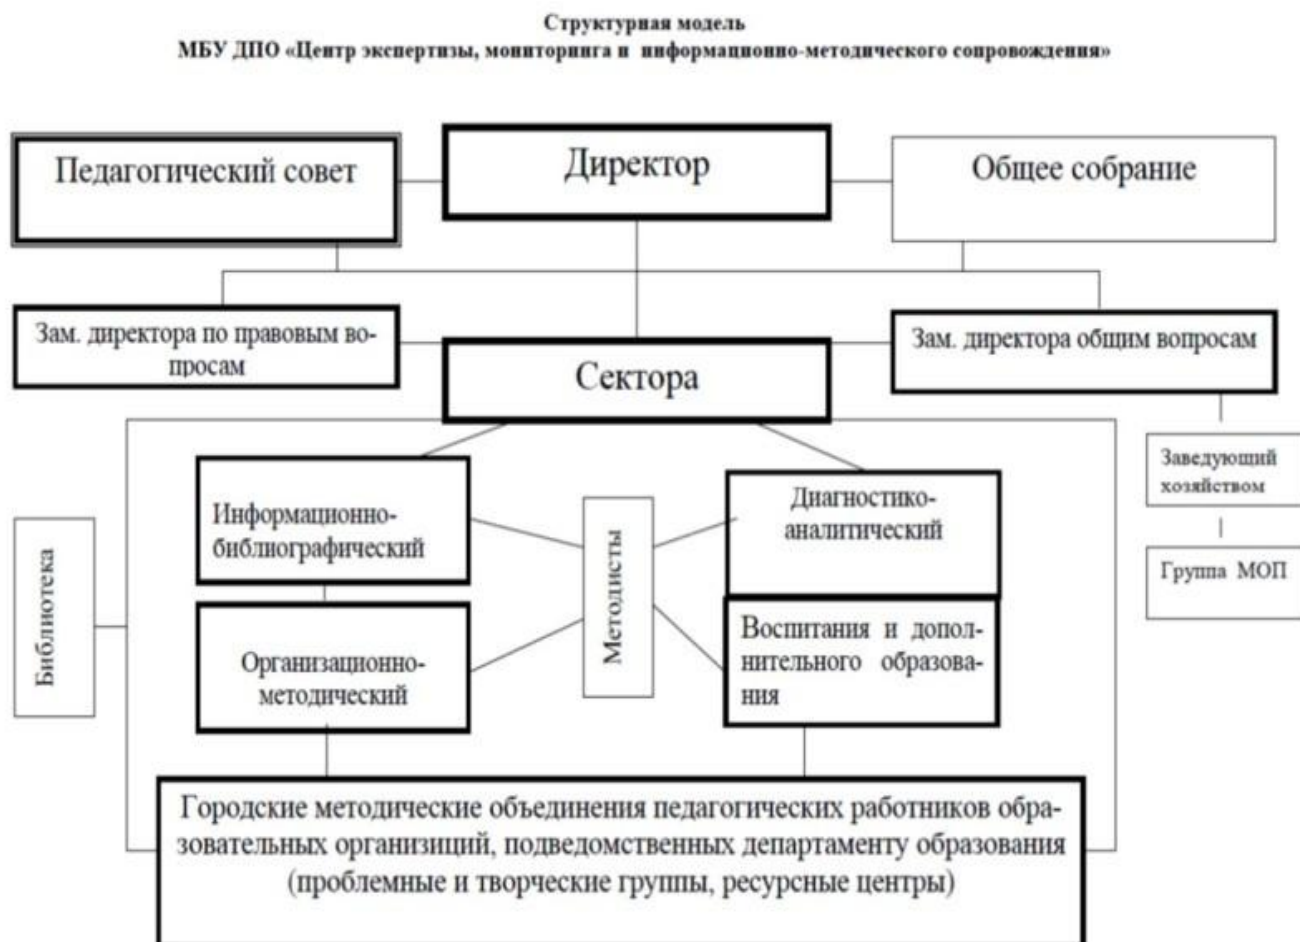 Структурная модель
МБУ ДПО «Центр экспертизы, мониторинга и информационно-методического сопровождения»
Педагогический совет
Директор
Общее собрание
Зам. директора по правовым во-
просам
Зам. директора общим вопросам
Сектора
Заведующий
хозяйством
Группа МОП
Библиотека
Информационно-
библиографический
Методисты
Диагностико-
аналитический
Организационно-
методический
Воспитания и допол-
нительного образова-
ния
Городские методические объединения педагогических работников обра-
зовательных организиций, подведомственных департаменту образования
(проблемные и творческие группы, ресурсные центры)